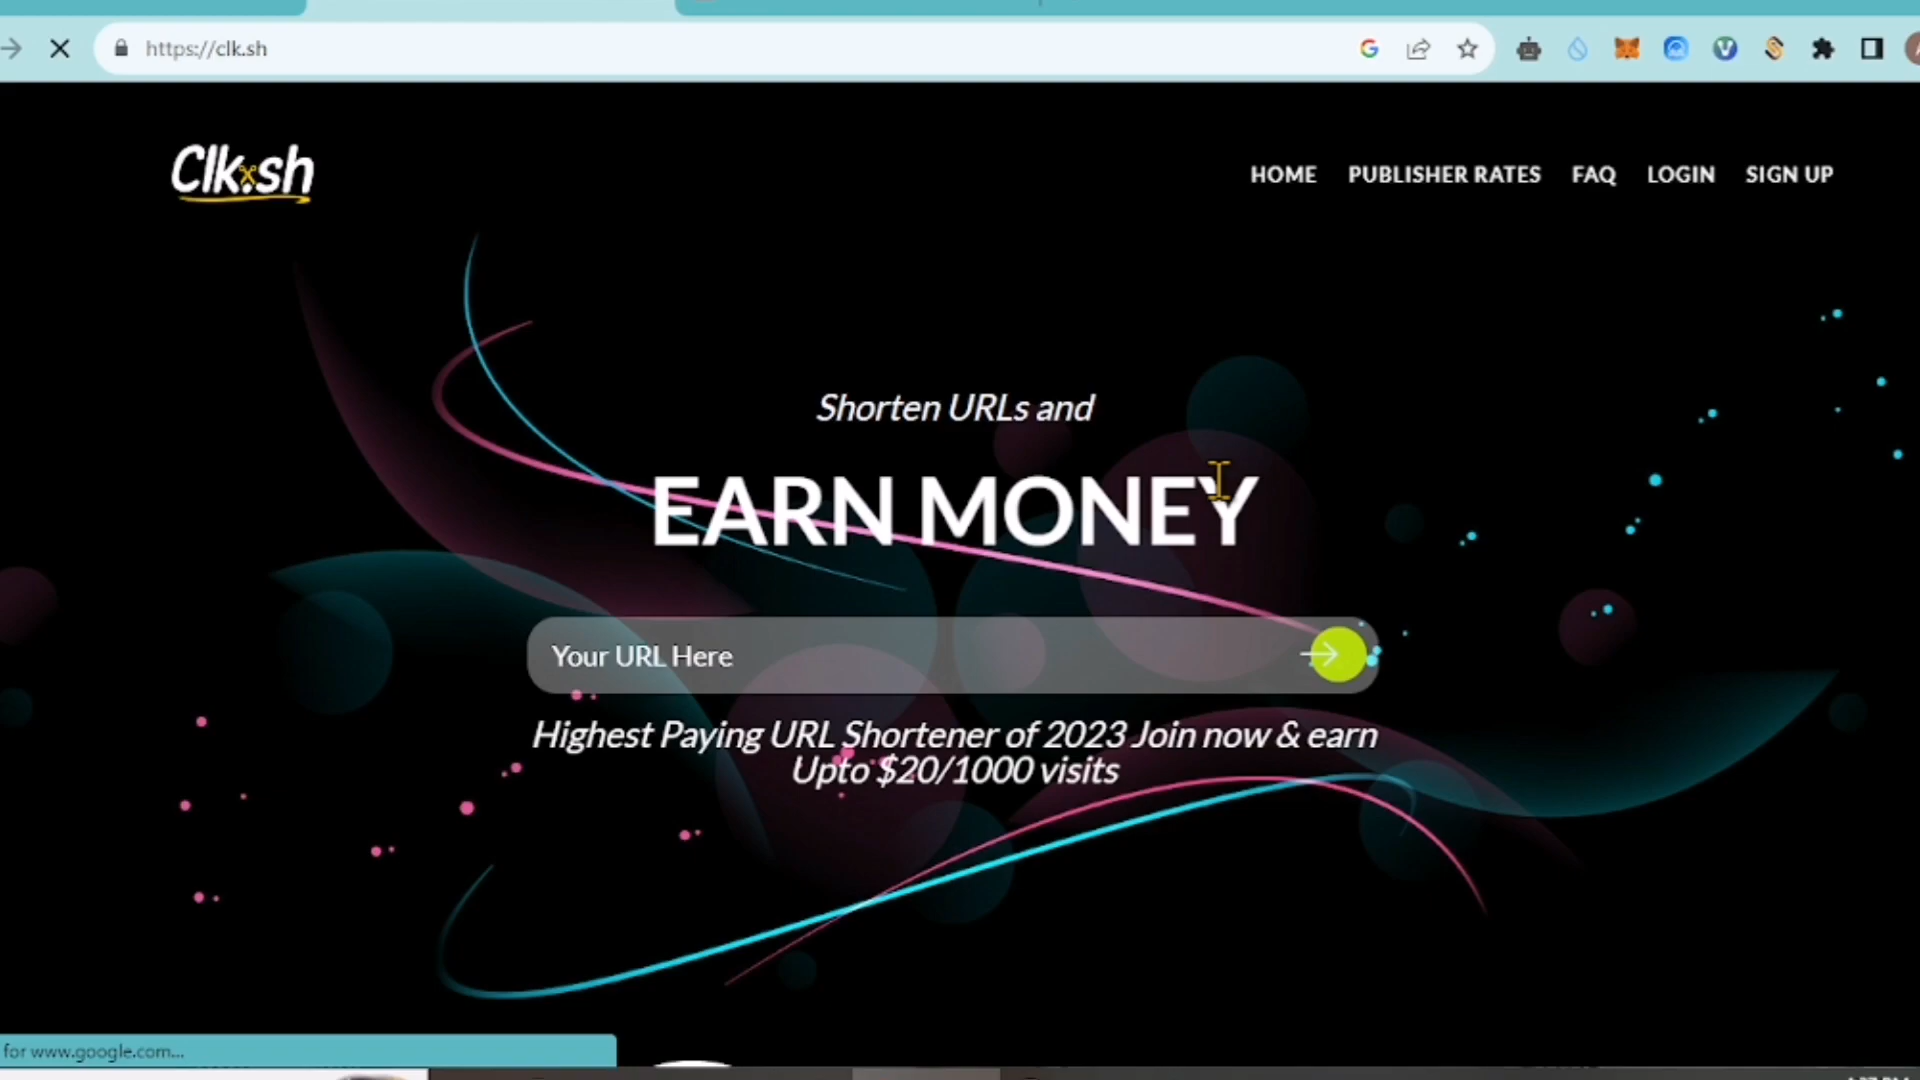 https://clk.sh
Clk.sh
HOME PUBLISHER RATES FAQ LOGIN SIGN UP
Shorten URLs and
EARN MONEY
Your URL Here
Highest Paying URL Shortener of 2023 Join now & earn
Upto $20/1000 visits
for www.google.com...